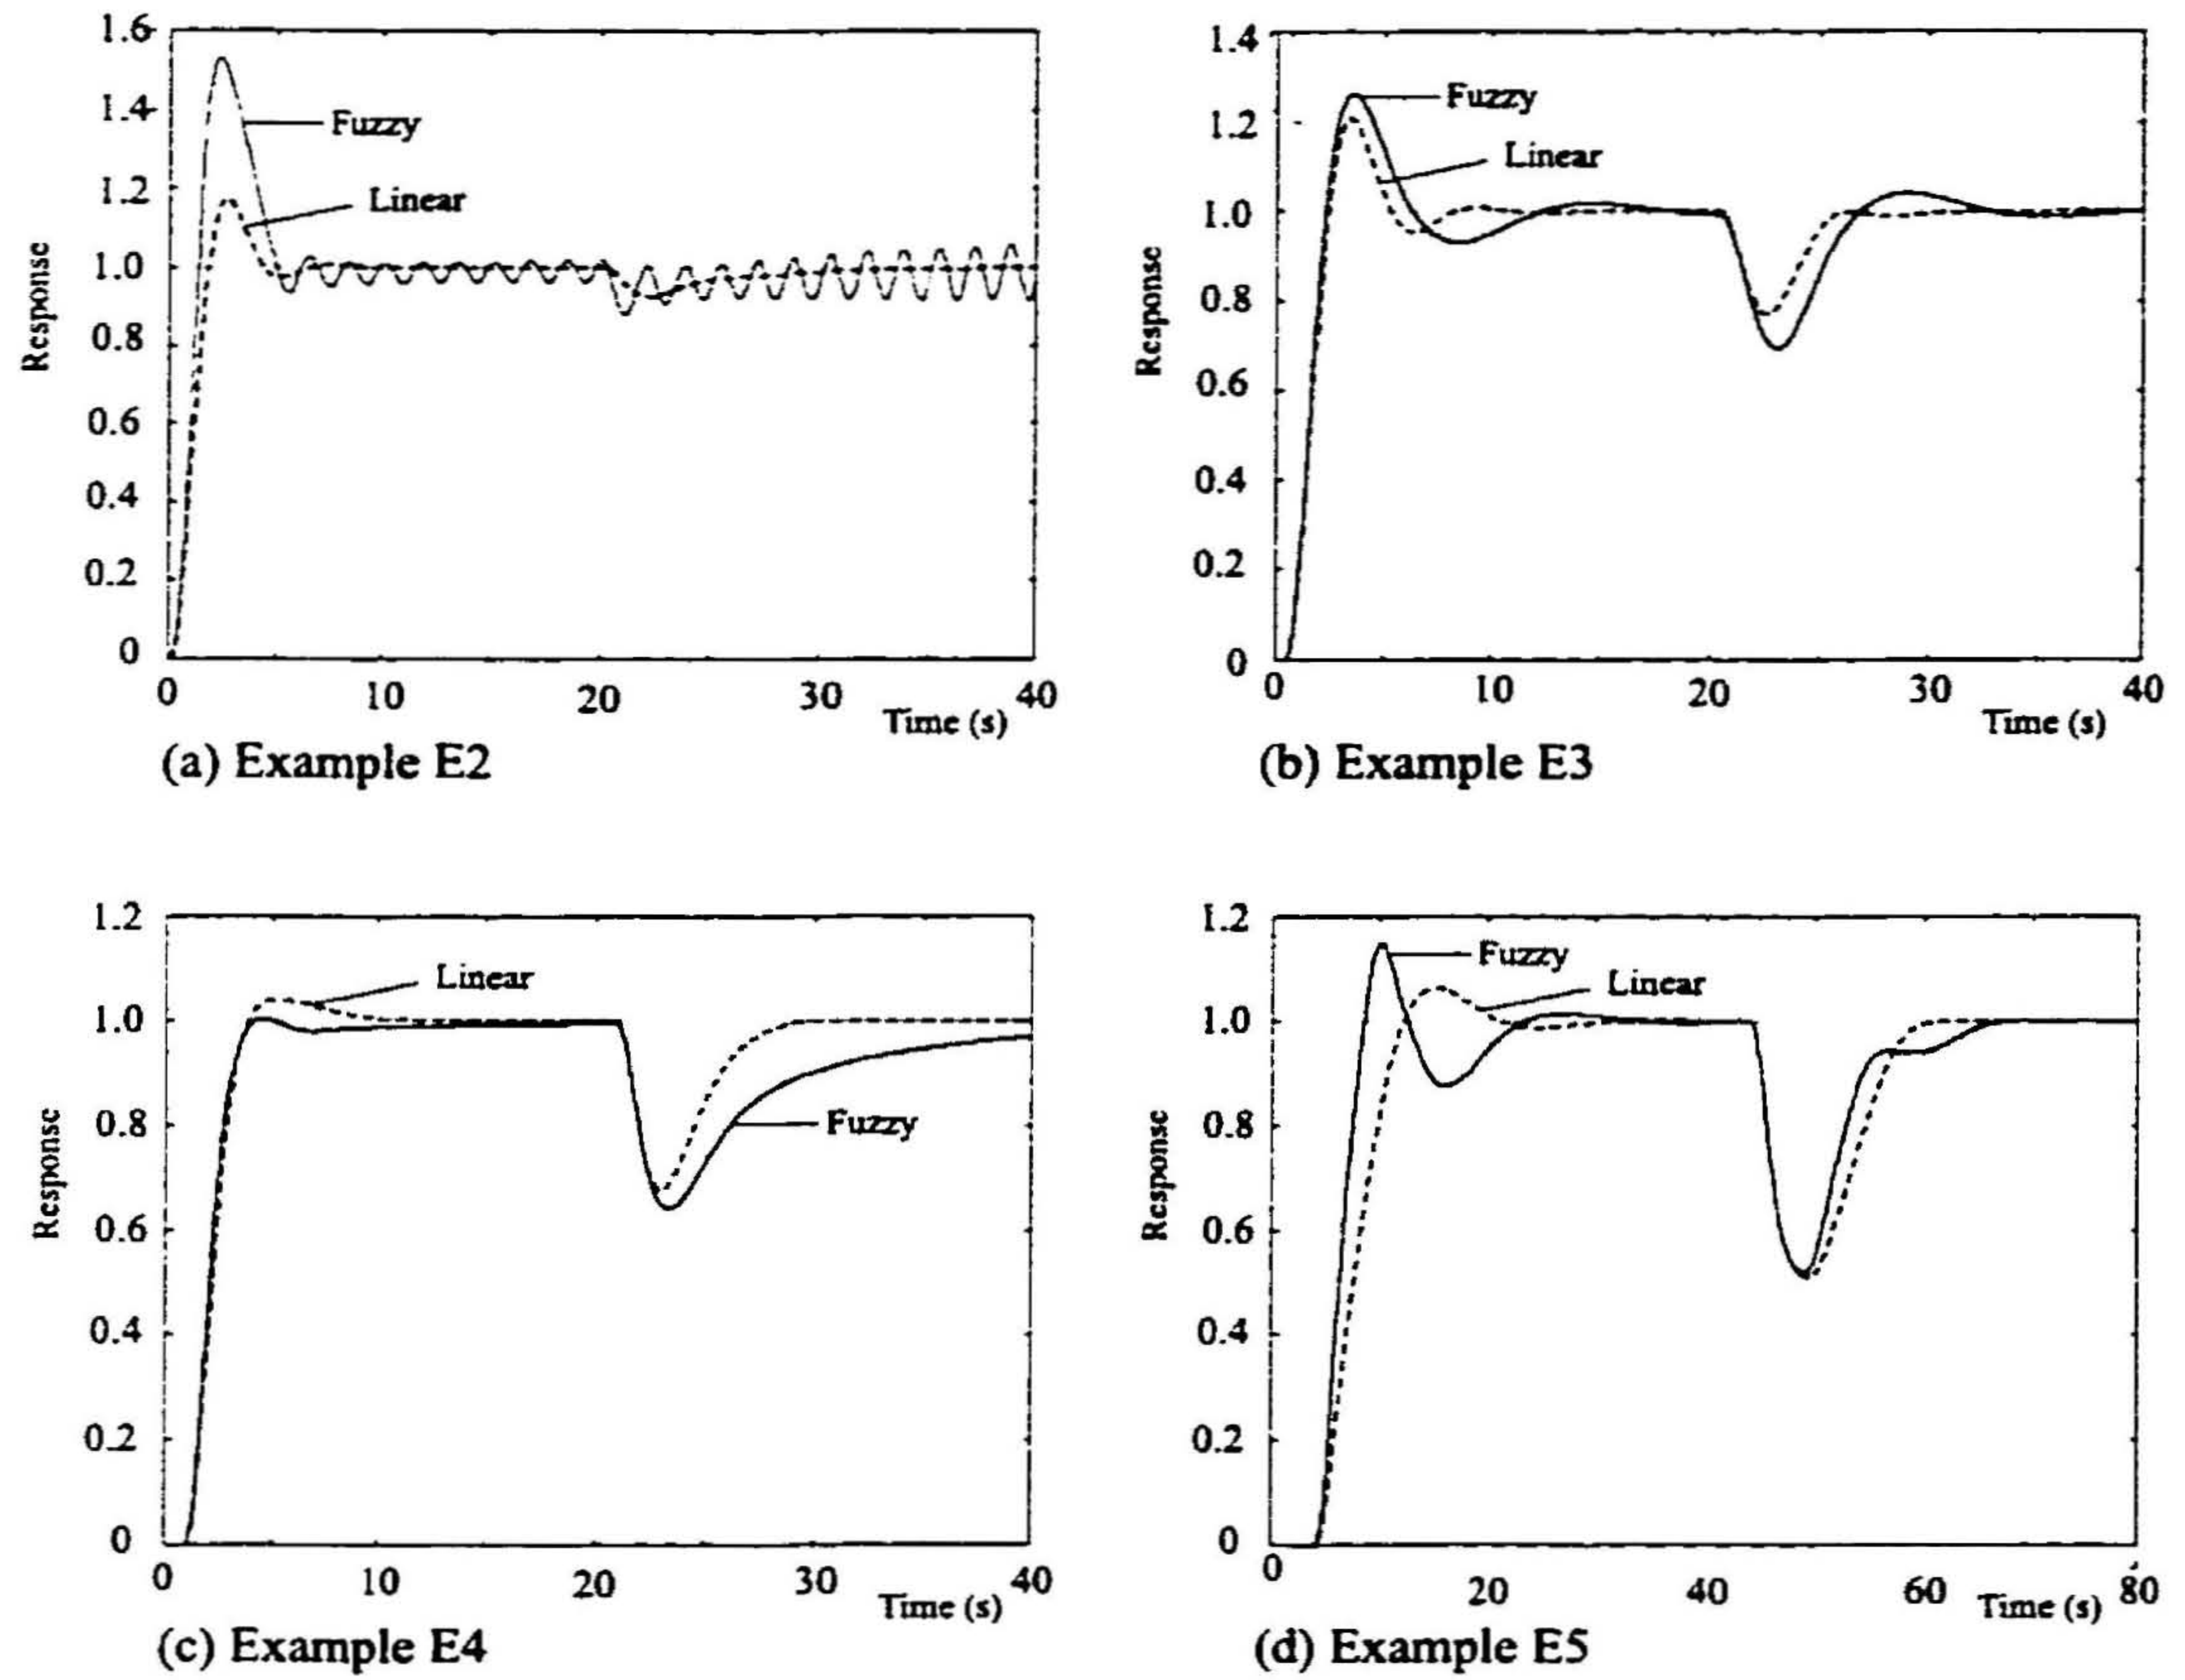 1.6
1.4
1.2
1.0
0.8
0.6
0.4
0.2
0
Response
Fuzzy
Linear
0 10 20 30 40
Time (s)
(a) Example E2
1.4
1.2
1.0
0.8
0.6
0.4
0.2
0
Response
Fuzzy
Linear
0 10 20 30 40
Time (s)
(b) Example E3
1.2
1.0
0.8
0.6
0.4
0.2
0
Response
Linear
Fuzzy
0 10 20 30 40
Time (s)
(c) Example E4
1.2
1.0
0.8
0.6
0.4
0.2
0
Response
Fuzzy
Linear
0 20 40 60 80
Time (s)
(d) Example E5